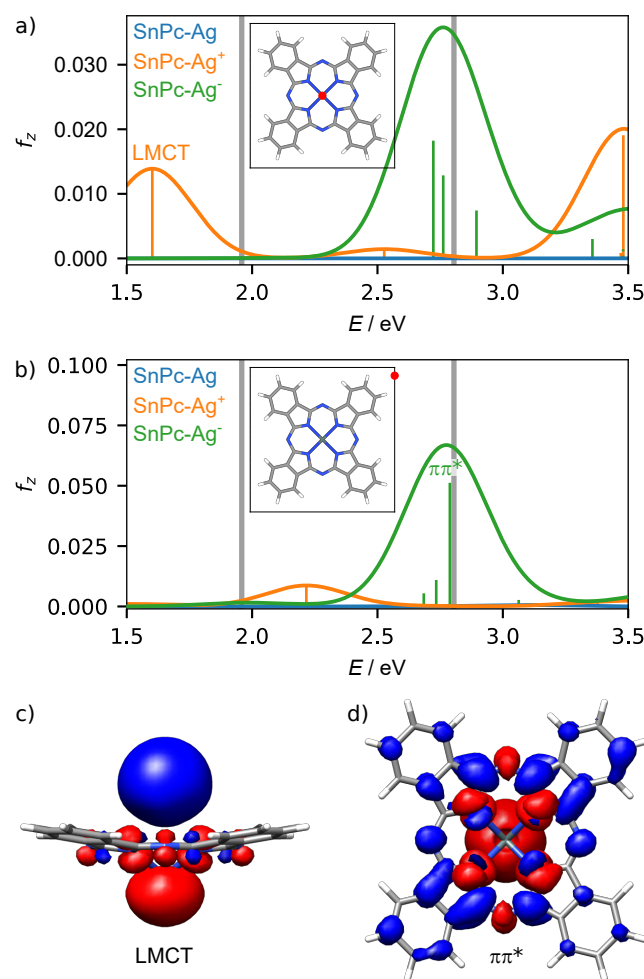 a)
SnPc-Ag
SnPc-Ag⁺
SnPc-Ag⁻
LMCT
0.030
0.020
0.010
0.000
f_z
1.5 2.0 2.5 3.0 3.5
E / eV
b)
0.100
SnPc-Ag
SnPc-Ag⁺
SnPc-Ag⁻
0.075
0.050
0.025
0.000
f_z
ππ*
1.5 2.0 2.5 3.0 3.5
E / eV
c) d)
LMCT ππ*